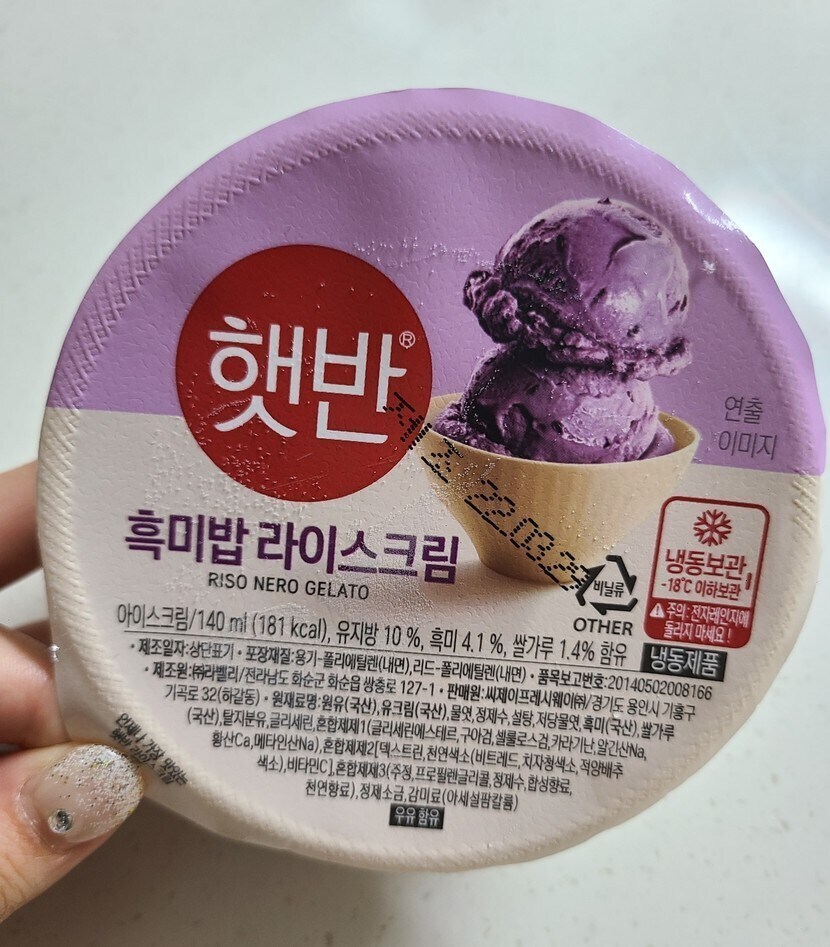 햇반®
연출
이미지
흑미밥 라이스크림
RISO NERO GELATO
냉동보관
-18℃ 이하보관
주의: 전자레인지에
돌리지 마세요!
비닐류
OTHER
아이스크림/140 ml (181 kcal), 유지방 10 %, 흑미 4.1 %, 쌀가루 1.4% 함유
냉동제품
• 제조일자:상단표기 • 포장재질:용기-폴리에틸렌(내면),리드-폴리에틸렌(내면) • 품목보고번호:20140502008166
• 제조원:㈜라벨리/전라남도 화순군 화순읍 쌍충로 127-1 • 판매원:씨제이프레시웨이㈜/경기도 용인시 기흥구
기곡로 32(하갈동) • 원재료명:원유(국산),유크림(국산),물엿,정제수,설탕,저당물엿,흑미(국산),쌀가루
(국산),탈지분유,글리세린,혼합제제1(글리세린에스테르,구아검,셀룰로스검,카라기난,알긴산Na,
황산Ca,메타인산Na),혼합제제2[덱스트린,천연색소(비트레드,치자청색소,적양배추
색소),비타민C],혼합제제3(주정,프로필렌글리콜,정제수,합성향료,
천연향료),정제소금,감미료(아세설팜칼륨)
우유 함유